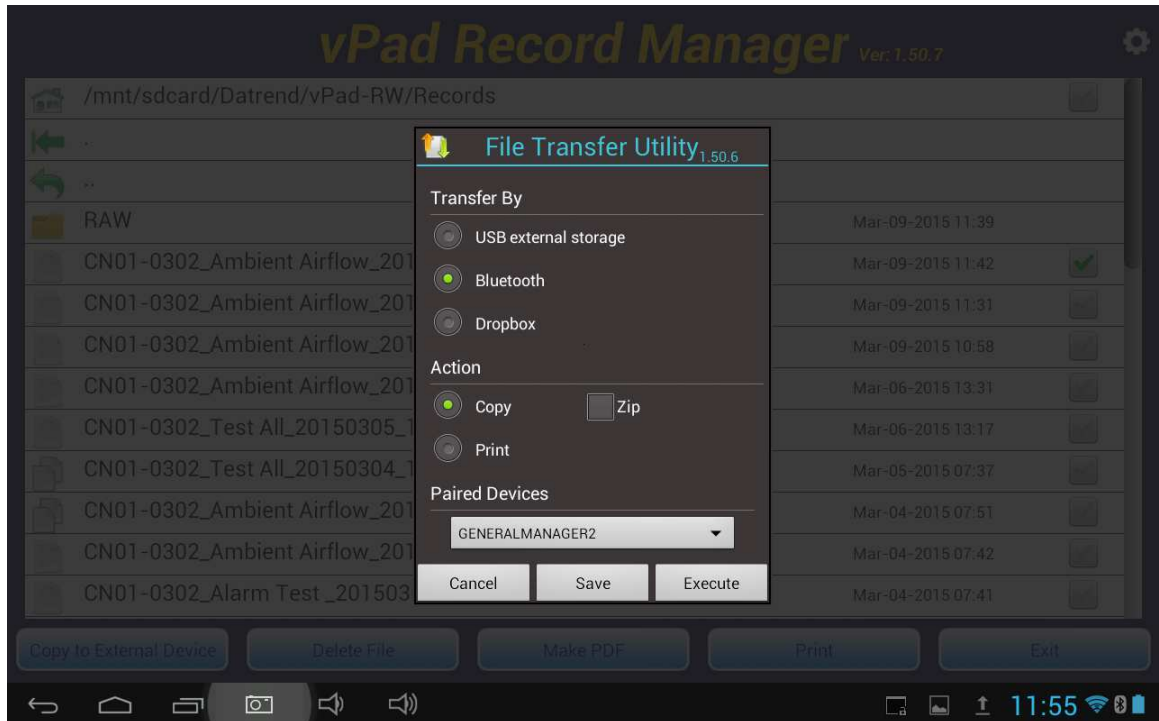 vPad Record Manager Ver: 1.50.7
/mnt/sdcard/Datrend/vPad-RW/Records
.
..
RAW Mar-09-2015 11:39
CN01-0302_Ambient Airflow_201 Mar-09-2015 11:42
CN01-0302_Ambient Airflow_201 Mar-09-2015 11:31
CN01-0302_Ambient Airflow_201 Mar-09-2015 10:58
CN01-0302_Ambient Airflow_201 Mar-06-2015 13:31
CN01-0302_Test All_20150305_1 Mar-06-2015 13:17
CN01-0302_Test All_20150304_1 Mar-05-2015 07:37
CN01-0302_Ambient Airflow_201 Mar-04-2015 07:51
CN01-0302_Ambient Airflow_201 Mar-04-2015 07:42
CN01-0302_Alarm Test _201503 Mar-04-2015 07:41
File Transfer Utility 1.50.6
Transfer By
USB external storage
Bluetooth
Dropbox
Action
Copy Zip
Print
Paired Devices
GENERALMANAGER2
Cancel Save Execute
Copy to External Device Delete File Make PDF Print Exit
11:55